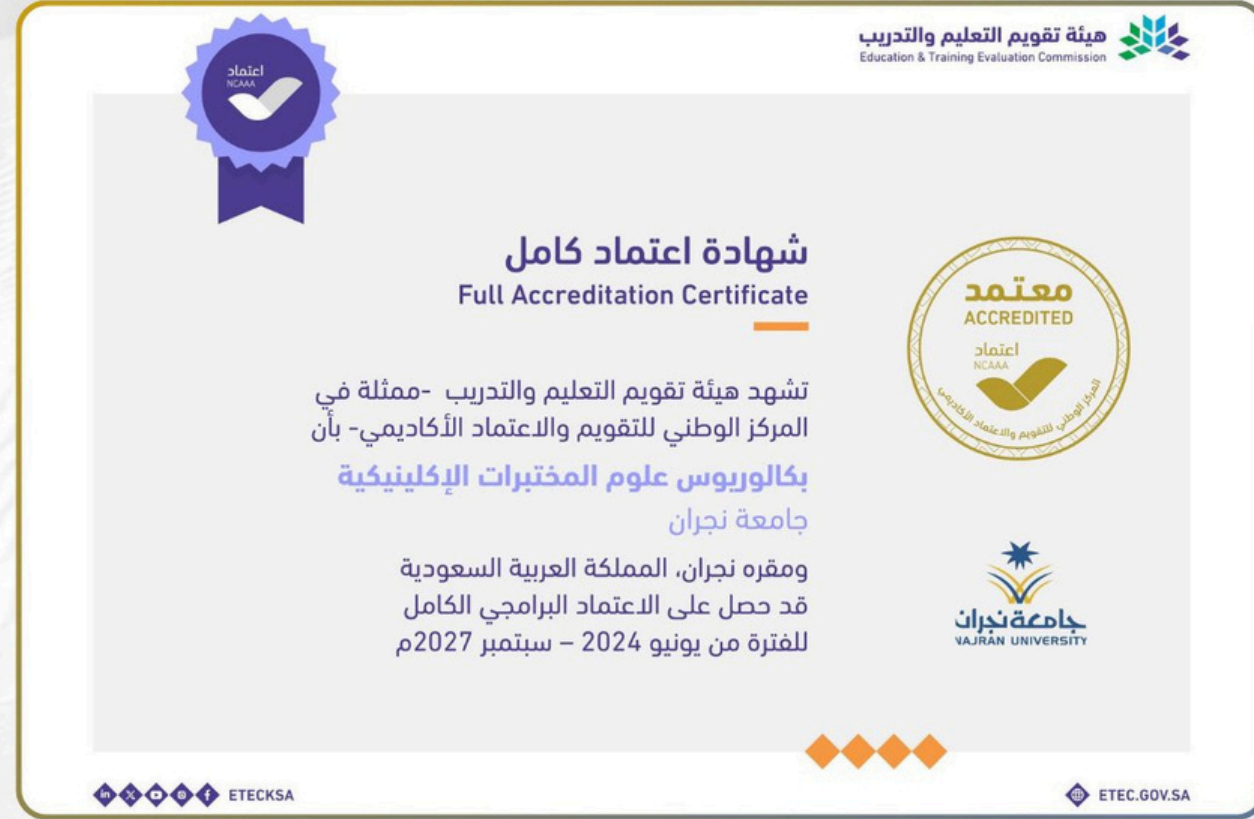 اعتماد
NCAAA
هيئة تقويم التعليم والتدريب
Education & Training Evaluation Commission
شهادة اعتماد كامل
Full Accreditation Certificate
معتمد
ACCREDITED
اعتماد
NCAAA
المركز الوطني للتقويم والاعتماد الأكاديمي
تشهد هيئة تقويم التعليم والتدريب -ممثلة في
المركز الوطني للتقويم والاعتماد الأكاديمي- بأن
بكالوريوس علوم المختبرات الإكلينيكية
جامعة نجران
ومقره نجران، المملكة العربية السعودية
قد حصل على الاعتماد البرامجي الكامل
للفترة من يونيو 2024 – سبتمبر 2027م
جامعة نجران
NAJRAN UNIVERSITY
ETECKSA
ETEC.GOV.SA